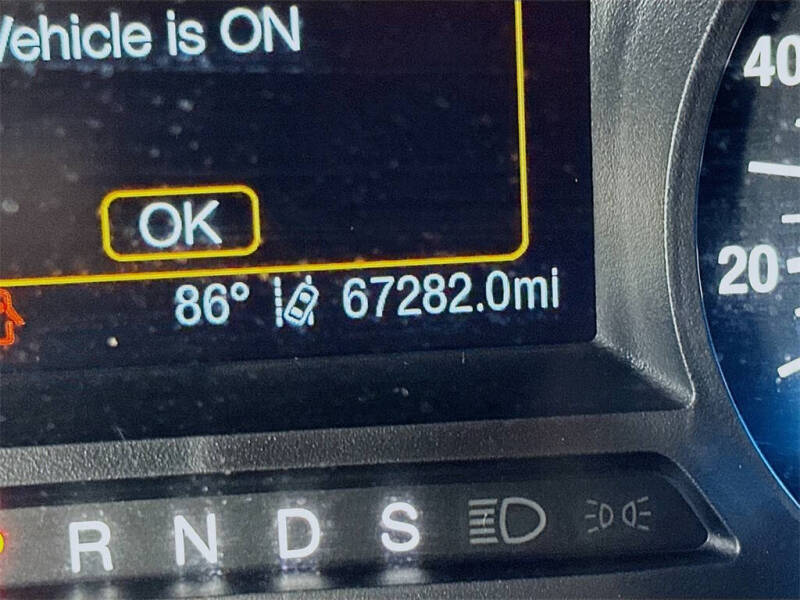 Vehicle is ON
40
OK
20
86° 67282.0mi
R N D S